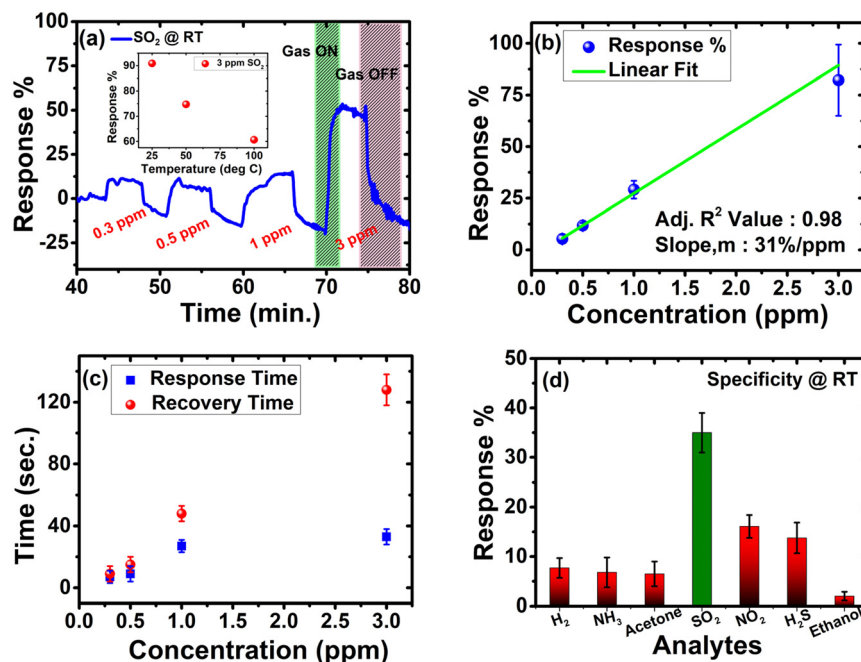 (a)
SO₂ @ RT
Gas ON
Gas OFF
3 ppm SO₂
Response %
90
80
70
60
25
50
75
100
Temperature (deg C)
0.3 ppm
0.5 ppm
1 ppm
3 ppm
Response %
100
75
50
25
0
-25
40
50
60
70
80
Time (min.)
(b)
Response %
Linear Fit
Adj. R² Value : 0.98
Slope,m : 31%/ppm
Response %
100
75
50
25
0
0.0
0.5
1.0
1.5
2.0
2.5
3.0
Concentration (ppm)
(c)
Response Time
Recovery Time
Time (sec.)
120
80
40
0
0.0
0.5
1.0
1.5
2.0
2.5
3.0
Concentration (ppm)
(d)
Specificity @ RT
Response %
50
40
30
20
10
0
H₂
NH₃
Acetone
SO₂
NO₂
H₂S
Ethanol
Analytes